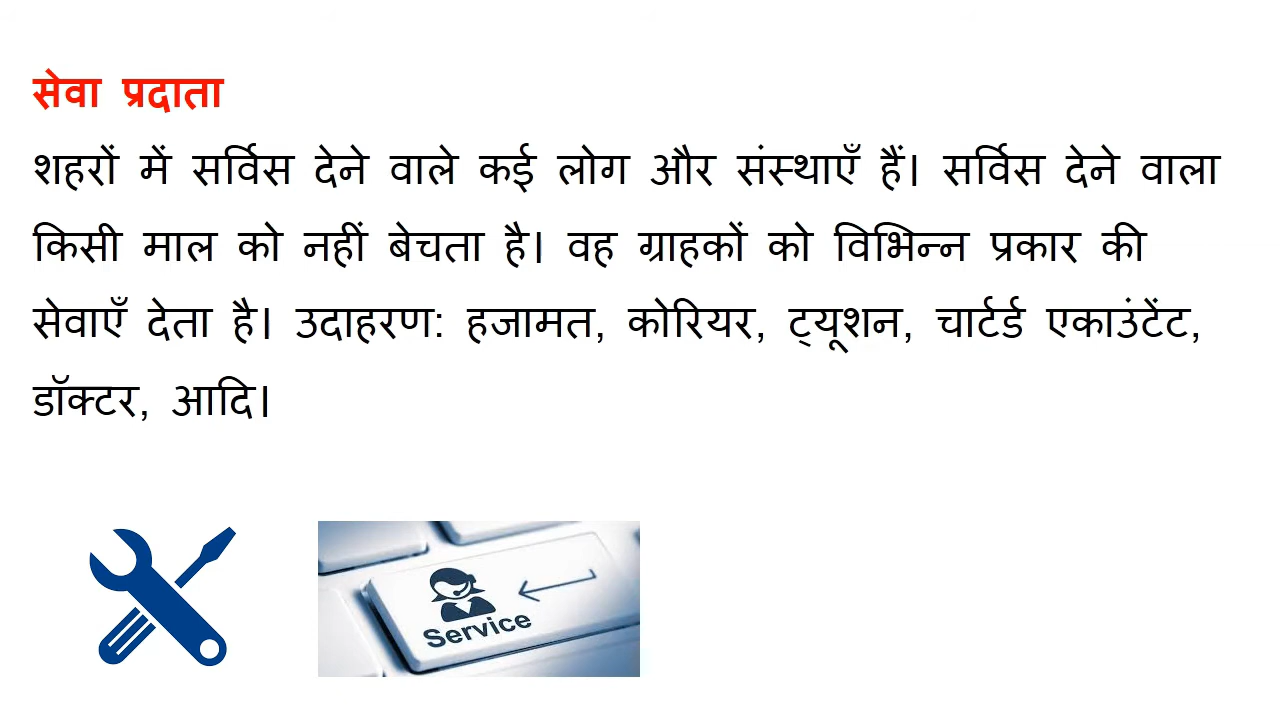 सेवा प्रदाता
शहरों में सर्विस देने वाले कई लोग और संस्थाएँ हैं। सर्विस देने वाला
किसी माल को नहीं बेचता है। वह ग्राहकों को विभिन्न प्रकार की
सेवाएँ देता है। उदाहरण: हजामत, कोरियर, ट्यूशन, चार्टर्ड एकाउंटेंट,
डॉक्टर, आदि।
Service